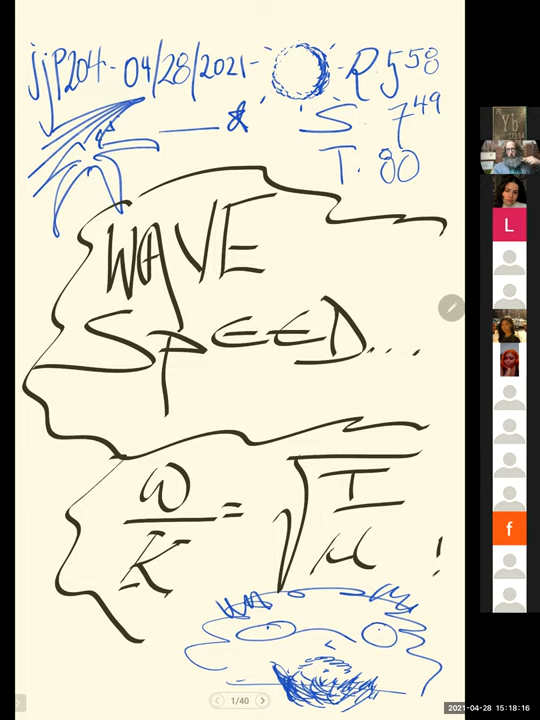 jjP204-04/28/2021- R 5 58
S. 7 49
T. 80
WAVE
SPEED...
ω/K = √T/μ !
Yb
L
f
1/40
2021-04-28 15:18:16